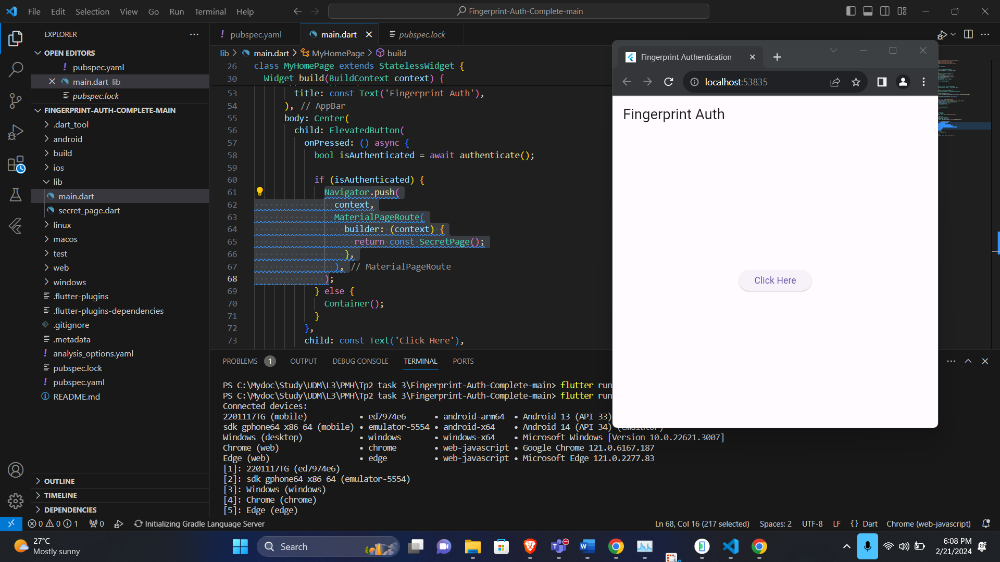 File Edit Selection View Go Run Terminal Help
Fingerprint-Auth-Complete-main
EXPLORER
OPEN EDITORS
! pubspec.yaml
main.dart lib
pubspec.lock
FINGERPRINT-AUTH-COMPLETE-MAIN
.dart_tool
android
build
ios
lib
main.dart
secret_page.dart
linux
macos
test
web
windows
.flutter-plugins
.flutter-plugins-dependencies
.gitignore
.metadata
! analysis_options.yaml
pubspec.lock
! pubspec.yaml
README.md
OUTLINE
TIMELINE
DEPENDENCIES
! pubspec.yaml main.dart pubspec.lock
lib > main.dart > MyHomePage > build
26 class MyHomePage extends StatelessWidget {
30 Widget build(BuildContext context) {
53 title: const Text('Fingerprint Auth'),
54 ), // AppBar
55 body: Center(
56 child: ElevatedButton(
57 onPressed: () async {
58 bool isAuthenticated = await authenticate();
59
60 if (isAuthenticated) {
61 Navigator.push(
62 context,
63 MaterialPageRoute(
64 builder: (context) {
65 return const SecretPage();
66 },
67 ), // MaterialPageRoute
68 );
69 } else {
70 Container();
71 }
72 },
73 child: const Text('Click Here'),
Fingerprint Authentication
localhost:53835
Fingerprint Auth
Click Here
PROBLEMS 1 OUTPUT DEBUG CONSOLE TERMINAL PORTS
PS C:\Mydoc\Study\UDM\L3\PMH\Tp2 task 3\Fingerprint-Auth-Complete-main> flutter run
PS C:\Mydoc\Study\UDM\L3\PMH\Tp2 task 3\Fingerprint-Auth-Complete-main> flutter run
Connected devices:
2201117TG (mobile) • ed7974e6 • android-arm64 • Android 13 (API 33)
sdk gphone64 x86 64 (mobile) • emulator-5554 • android-x64 • Android 14 (API 34) (emulator)
Windows (desktop) • windows • windows-x64 • Microsoft Windows [Version 10.0.22621.3007]
Chrome (web) • chrome • web-javascript • Google Chrome 121.0.6167.187
Edge (web) • edge • web-javascript • Microsoft Edge 121.0.2277.83
[1]: 2201117TG (ed7974e6)
[2]: sdk gphone64 x86 64 (emulator-5554)
[3]: Windows (windows)
[4]: Chrome (chrome)
[5]: Edge (edge)
0 0 1 0 Initializing Gradle Language Server
Ln 68, Col 16 (217 selected) Spaces: 2 UTF-8 LF {} Dart Chrome (web-javascript)
27°C
Mostly sunny
Search
6:08 PM
2/21/2024